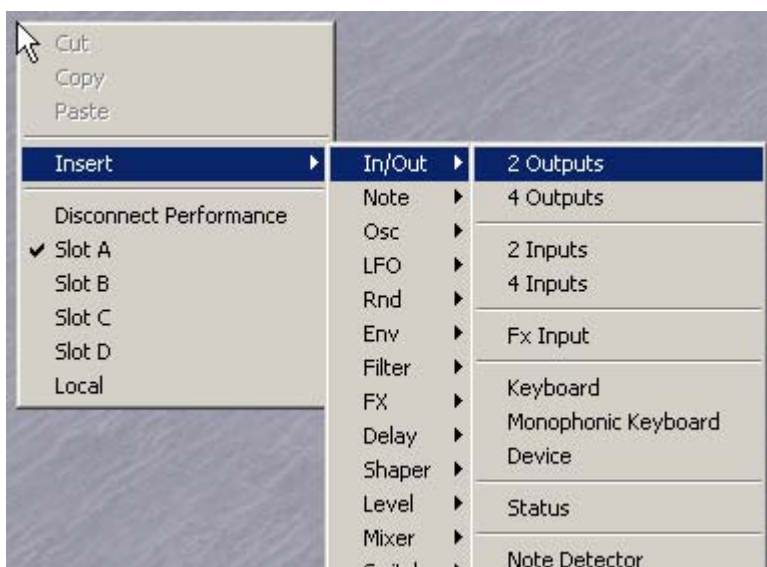 Cut
Copy
Paste
Insert
Disconnect Performance
Slot A
Slot B
Slot C
Slot D
Local
In/Out
Note
Osc
LFO
Rnd
Env
Filter
FX
Delay
Shaper
Level
Mixer
2 Outputs
4 Outputs
2 Inputs
4 Inputs
Fx Input
Keyboard
Monophonic Keyboard
Device
Status
Note Detector